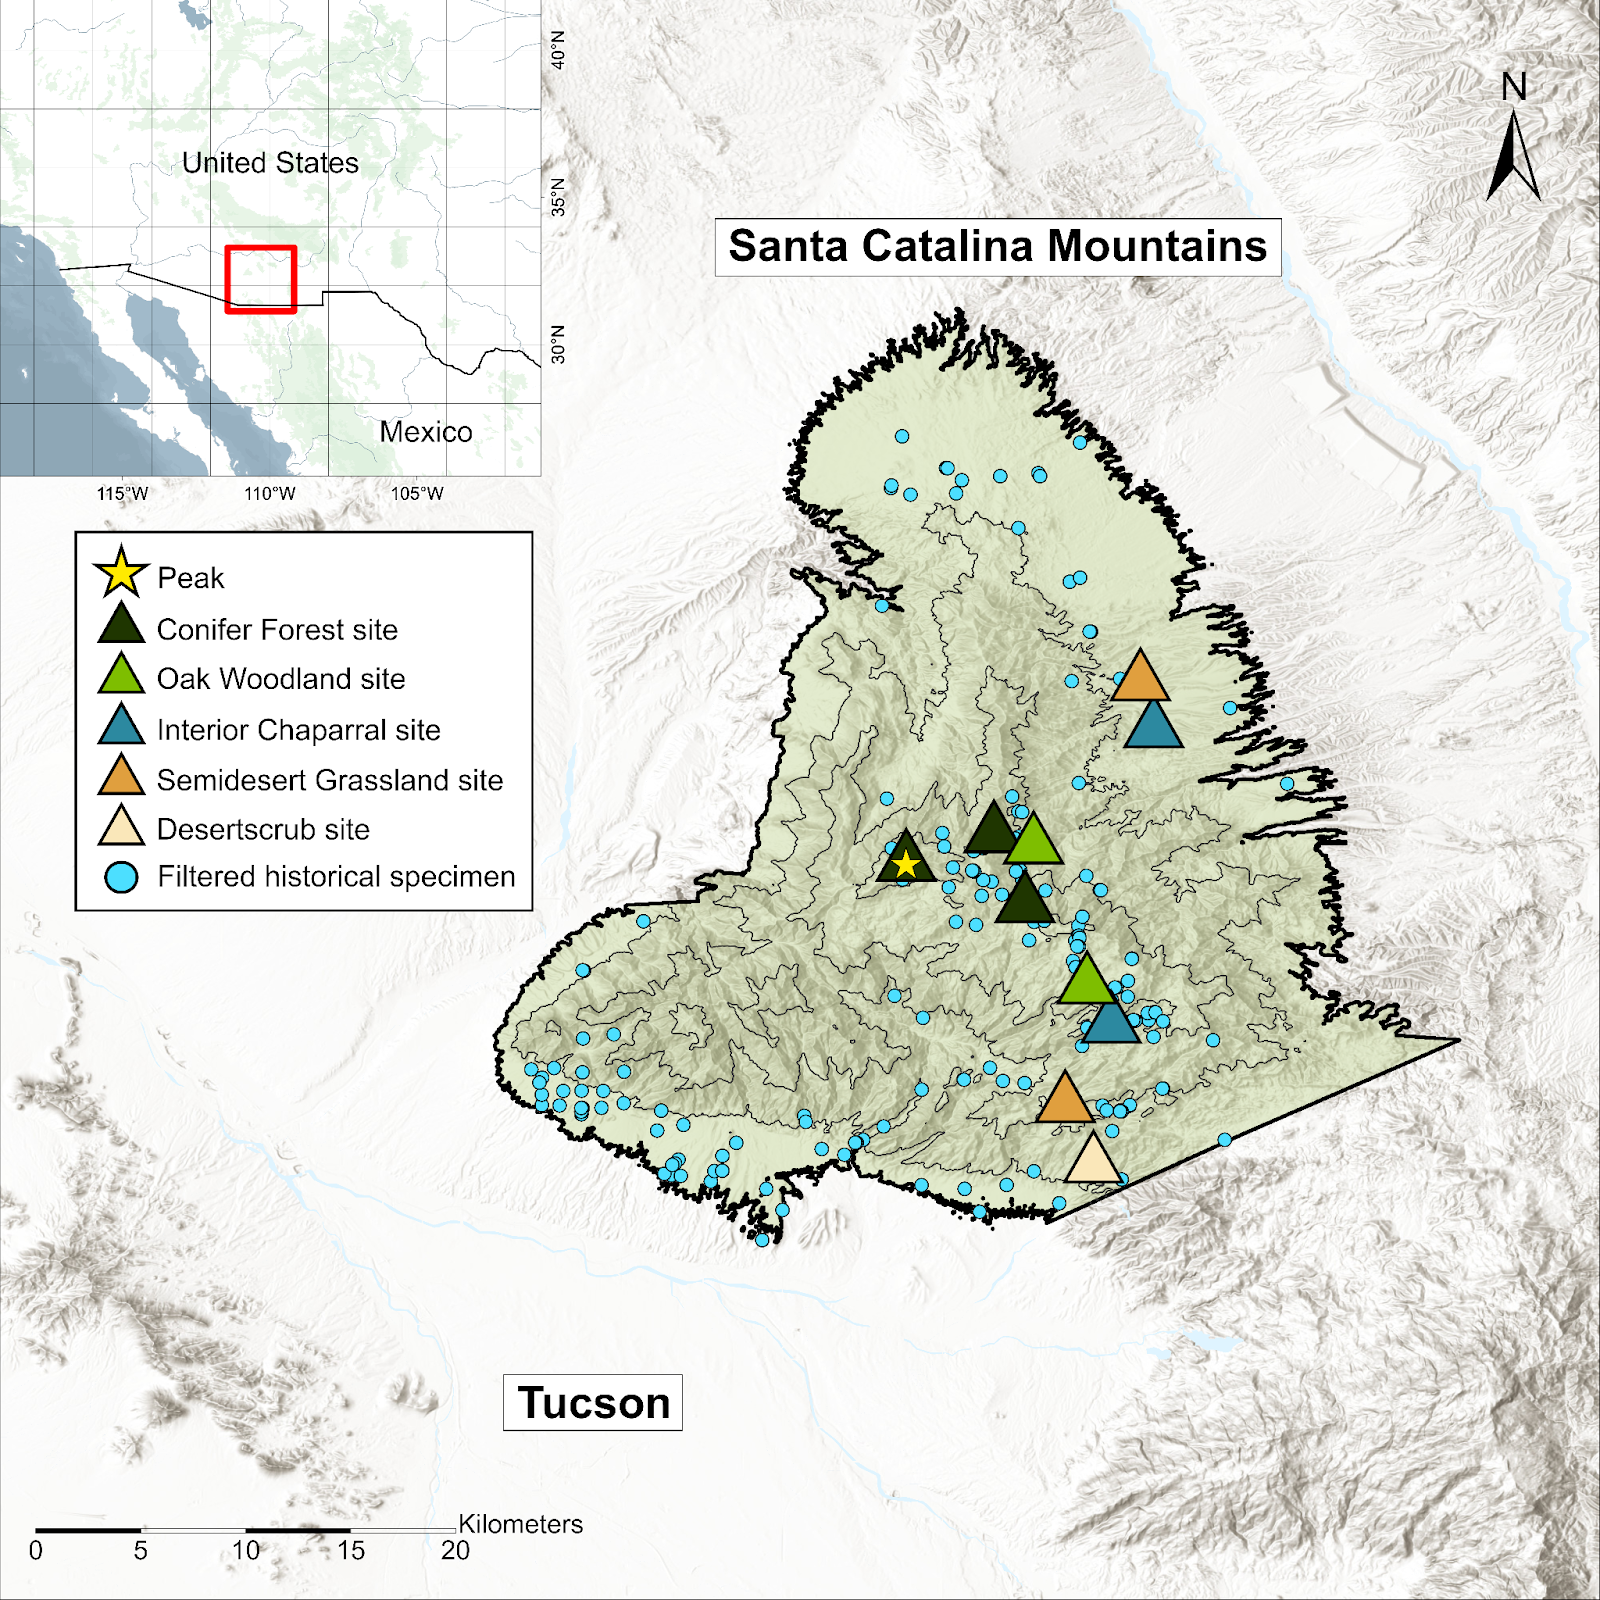 United States
Mexico
40°N
35°N
30°N
115°W
110°W
105°W
N
Santa Catalina Mountains
Peak
Conifer Forest site
Oak Woodland site
Interior Chaparral site
Semidesert Grassland site
Desertscrub site
Filtered historical specimen
Tucson
Kilometers
0 5 10 15 20